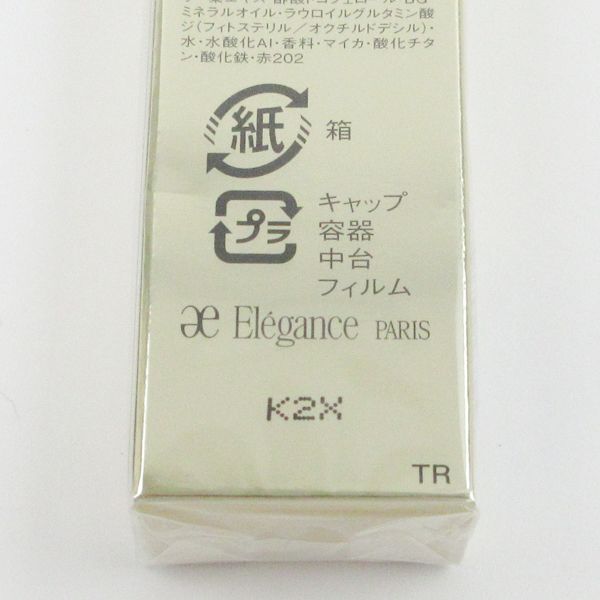 ミネラルオイル・ラウロイルグルタミン酸
ジ(フィトステリル/オクチルドデシル)・
水・水酸化Al・香料・マイカ・酸化チタ
ン・酸化鉄・赤202
紙 箱
プラ キャップ
容器
中台
フィルム
æ Elégance PARIS
K2X
TR